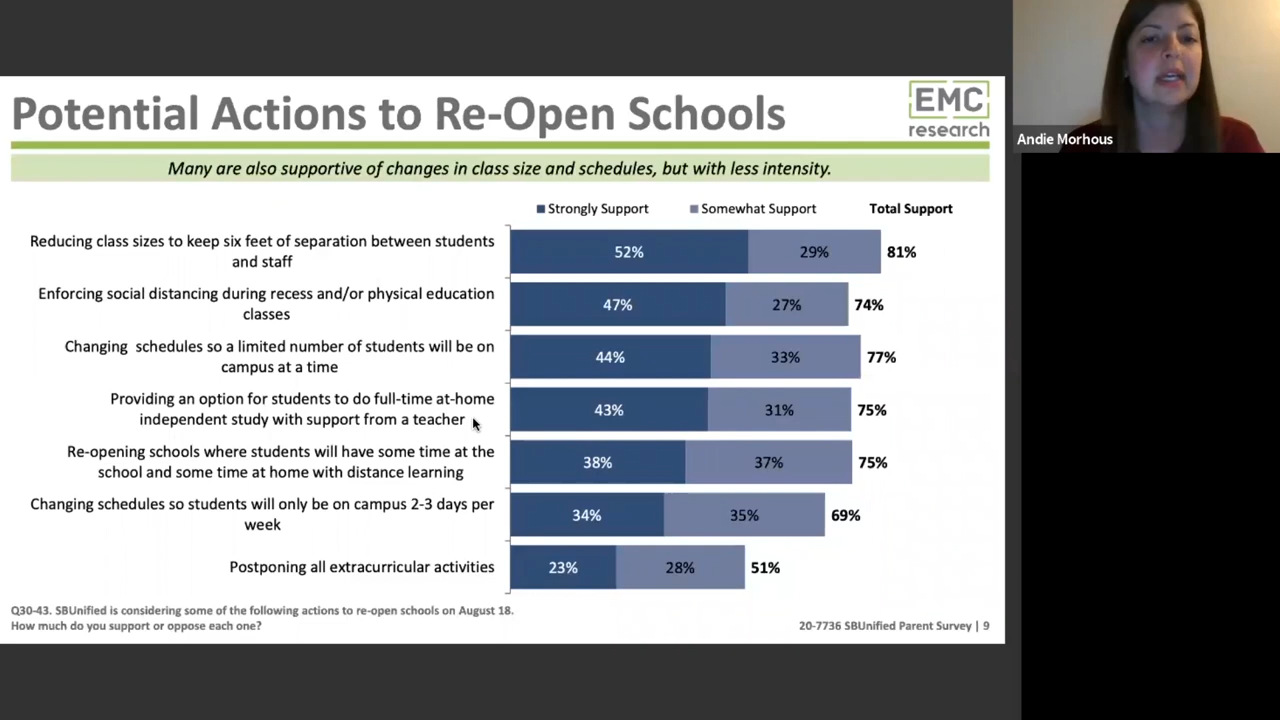 Potential Actions to Re-Open Schools
EMC
research
Andie Morhous
Many are also supportive of changes in class size and schedules, but with less intensity.
Strongly Support
Somewhat Support
Total Support
Reducing class sizes to keep six feet of separation between students
and staff
52%
29%
81%
Enforcing social distancing during recess and/or physical education
classes
47%
27%
74%
Changing schedules so a limited number of students will be on
campus at a time
44%
33%
77%
Providing an option for students to do full-time at-home
independent study with support from a teacher
43%
31%
75%
Re-opening schools where students will have some time at the
school and some time at home with distance learning
38%
37%
75%
Changing schedules so students will only be on campus 2-3 days per
week
34%
35%
69%
Postponing all extracurricular activities
23%
28%
51%
Q30-43. SBUnified is considering some of the following actions to re-open schools on August 18.
How much do you support or oppose each one?
20-7736 SBUnified Parent Survey | 9